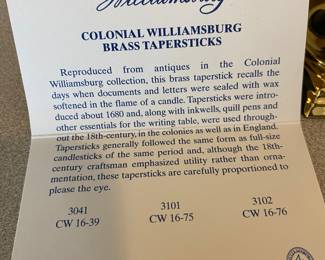 Williamsburg
COLONIAL WILLIAMSBURG
BRASS TAPERSTICKS
Reproduced from antiques in the Colonial
Williamsburg collection, this brass taperstick recalls the
days when documents and letters were sealed with wax
softened in the flame of a candle. Tapersticks were intro-
duced about 1680 and, along with inkwells, quill pens and
other essentials for the writing table, were used through-
out the 18th-century, in the colonies as well as in England.
Tapersticks generally followed the same form as full-size
candlesticks of the same period and, although the 18th-
century craftsman emphasized utility rather than orna-
mentation, these tapersticks are carefully proportioned to
please the eye.
3041 3101 3102
CW 16-39 CW 16-75 CW 16-76